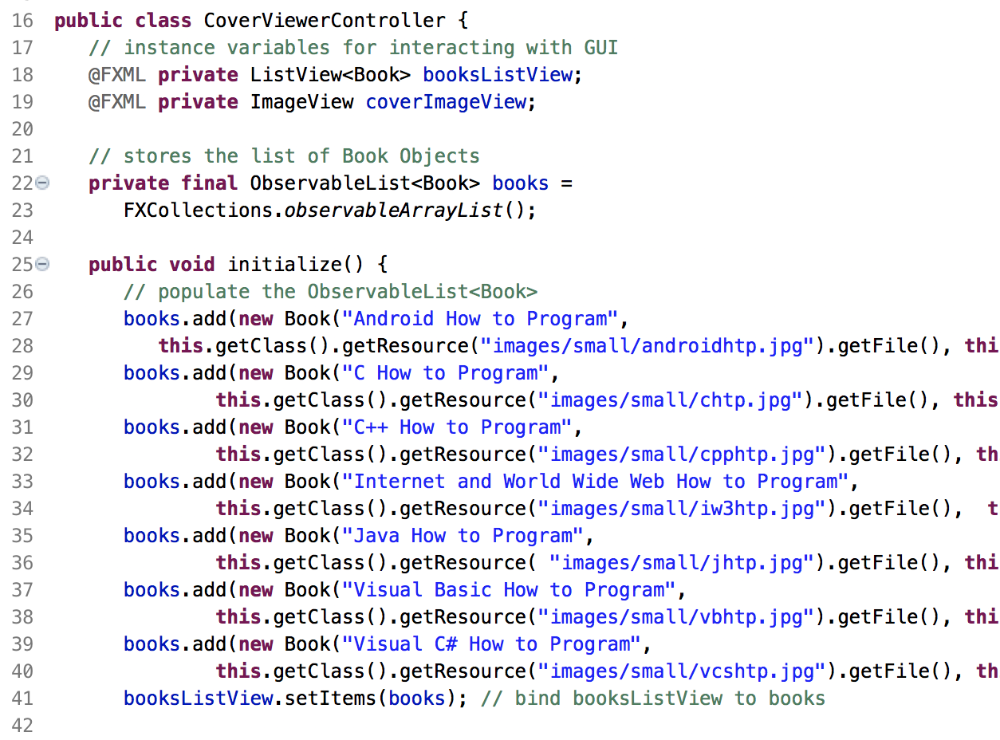 16 public class CoverViewerController {
17 // instance variables for interacting with GUI
18 @FXML private ListView<Book> booksListView;
19 @FXML private ImageView coverImageView;
20
21 // stores the list of Book Objects
22 private final ObservableList<Book> books =
23 FXCollections.observableArrayList();
24
25 public void initialize() {
26 // populate the ObservableList<Book>
27 books.add(new Book("Android How to Program",
28 this.getClass().getResource("images/small/androidhtp.jpg").getFile(), thi
29 books.add(new Book("C How to Program",
30 this.getClass().getResource("images/small/chtp.jpg").getFile(), this
31 books.add(new Book("C++ How to Program",
32 this.getClass().getResource("images/small/cpphtp.jpg").getFile(), th
33 books.add(new Book("Internet and World Wide Web How to Program",
34 this.getClass().getResource("images/small/iw3htp.jpg").getFile(),  t
35 books.add(new Book("Java How to Program",
36 this.getClass().getResource( "images/small/jhtp.jpg").getFile(), thi
37 books.add(new Book("Visual Basic How to Program",
38 this.getClass().getResource("images/small/vbhtp.jpg").getFile(), thi
39 books.add(new Book("Visual C# How to Program",
40 this.getClass().getResource("images/small/vcshtp.jpg").getFile(), th
41 booksListView.setItems(books); // bind booksListView to books
42